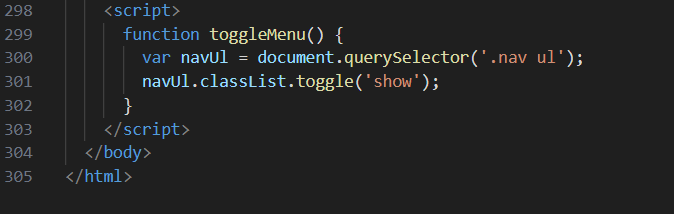 298 <script>
299 function toggleMenu() {
300 var navUl = document.querySelector('.nav ul');
301 navUl.classList.toggle('show');
302 }
303 </script>
304 </body>
305 </html>